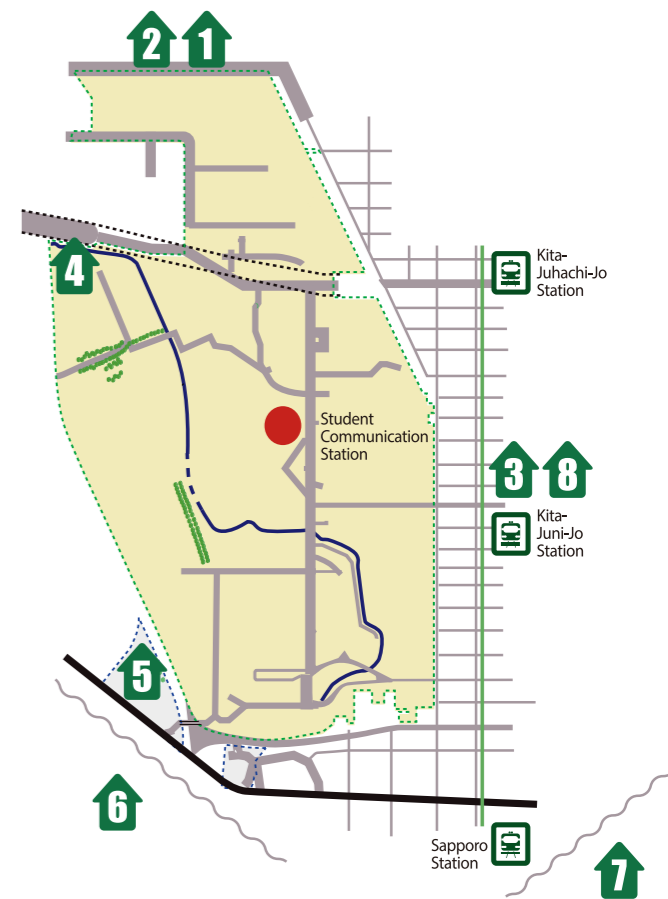 2
1
4
Kita-
Juhachi-Jo
Station
Student
Communication
Station
3
8
Kita-
Juni-Jo
Station
5
6
Sapporo
Station
7